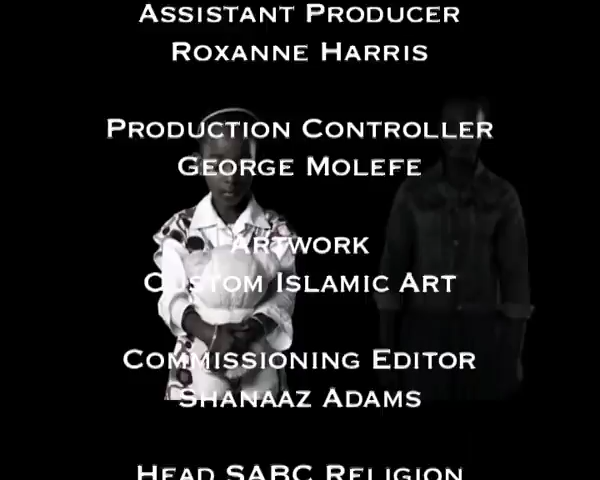 ASSISTANT PRODUCER
ROXANNE HARRIS
PRODUCTION CONTROLLER
GEORGE MOLEFE
ARTWORK
CUSTOM ISLAMIC ART
COMMISSIONING EDITOR
SHANAAZ ADAMS
HEAD SABC RELIGION